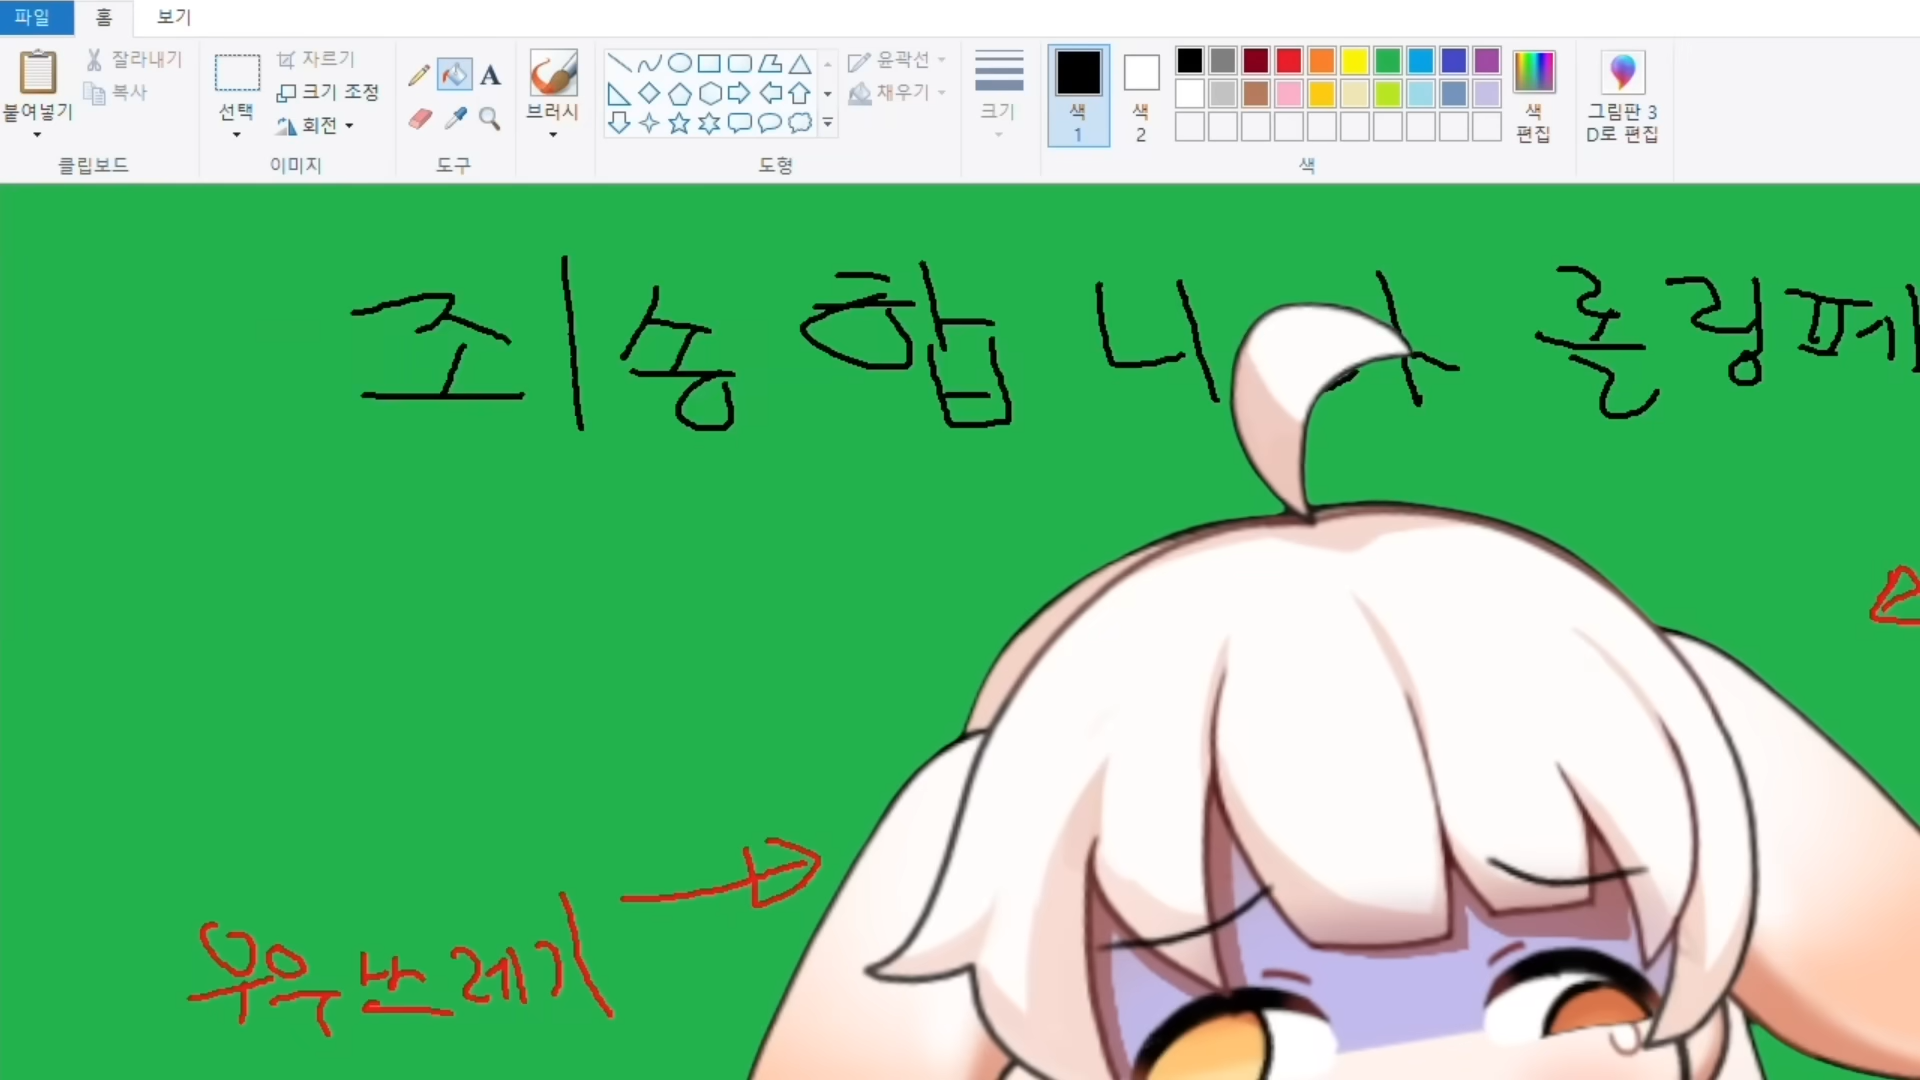 파일 홈 보기
붙여넣기 잘라내기 복사 선택 자르기 크기 조정 회전 A 브러시 윤곽선 채우기 크기 색 1 색 2 색 편집 그림판 3D로 편집
클립보드 이미지 도구 도형 색
죄송합니다 롤링페
우우 쓰레기